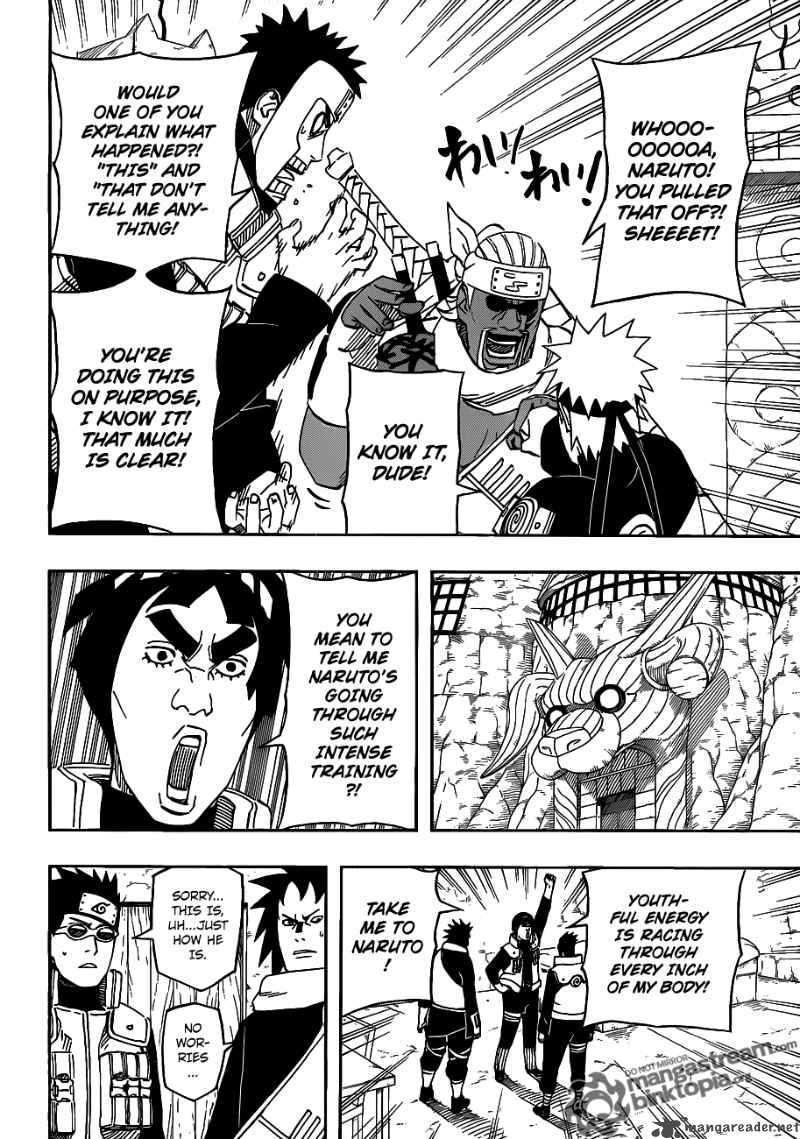 WHOOO-
OOOOOA,
NARUTO!
YOU PULLED
THAT OFF?!
SHEEEET!
わい!
わい!
WOULD
ONE OF YOU
EXPLAIN WHAT
HAPPENED?!
"THIS" AND
"THAT DON'T
TELL ME ANY-
THING!
YOU'RE
DOING THIS
ON PURPOSE,
I KNOW IT!
THAT MUCH
IS CLEAR!
YOU
KNOW IT,
DUDE!
YOU
MEAN TO
TELL ME
NARUTO'S
GOING
THROUGH
SUCH
INTENSE
TRAINING
?!
SORRY...
THIS IS,
UH...JUST
HOW HE
IS.
NO
WOR-
RIES
...
TAKE
ME TO
NARUTO
!
YOUTH-
FUL ENERGY
IS RACING
THROUGH
EVERY INCH
OF MY BODY!
DO NOT MIRROR
mangastream.com
binktopia.org
mangareader.net